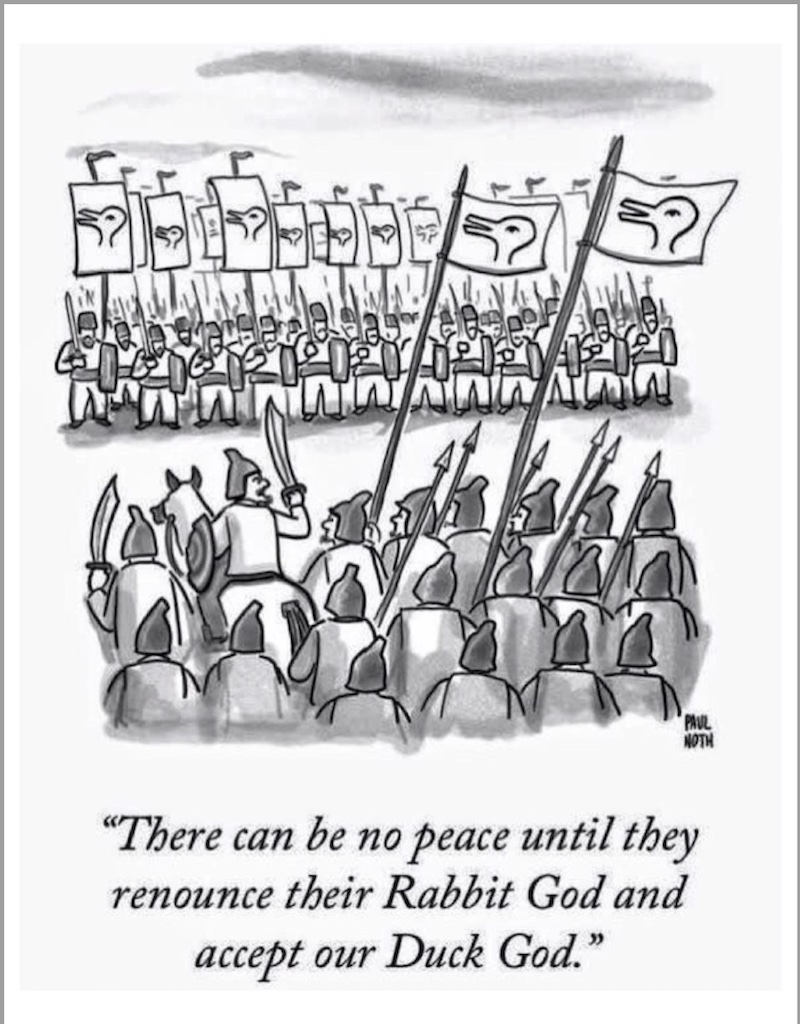 PAUL
NOTH
“There can be no peace until they
renounce their Rabbit God and
accept our Duck God.”